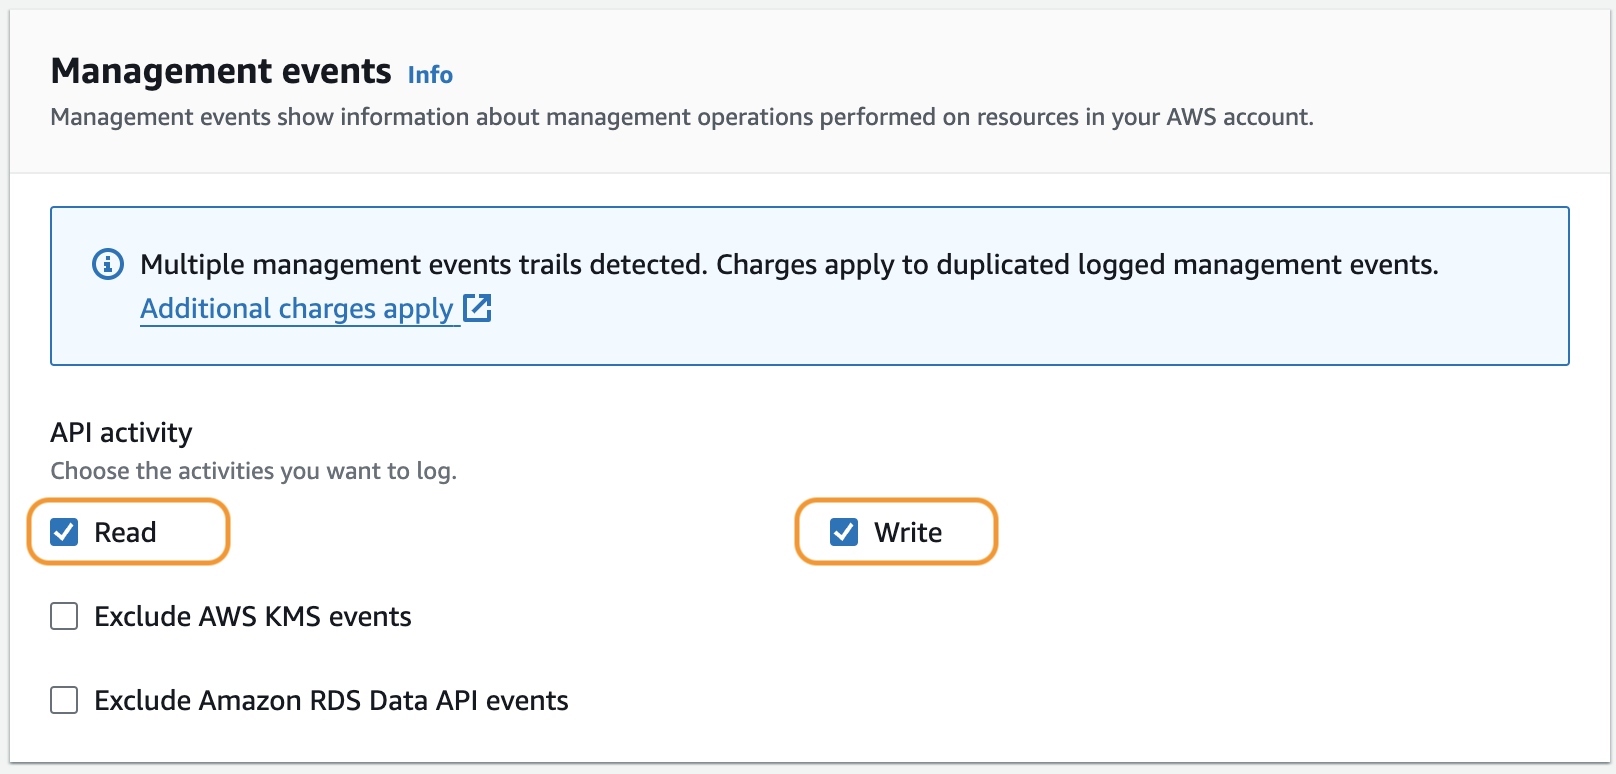 Management events Info
Management events show information about management operations performed on resources in your AWS account.
Multiple management events trails detected. Charges apply to duplicated logged management events.
Additional charges apply
API activity
Choose the activities you want to log.
Read Write
Exclude AWS KMS events
Exclude Amazon RDS Data API events